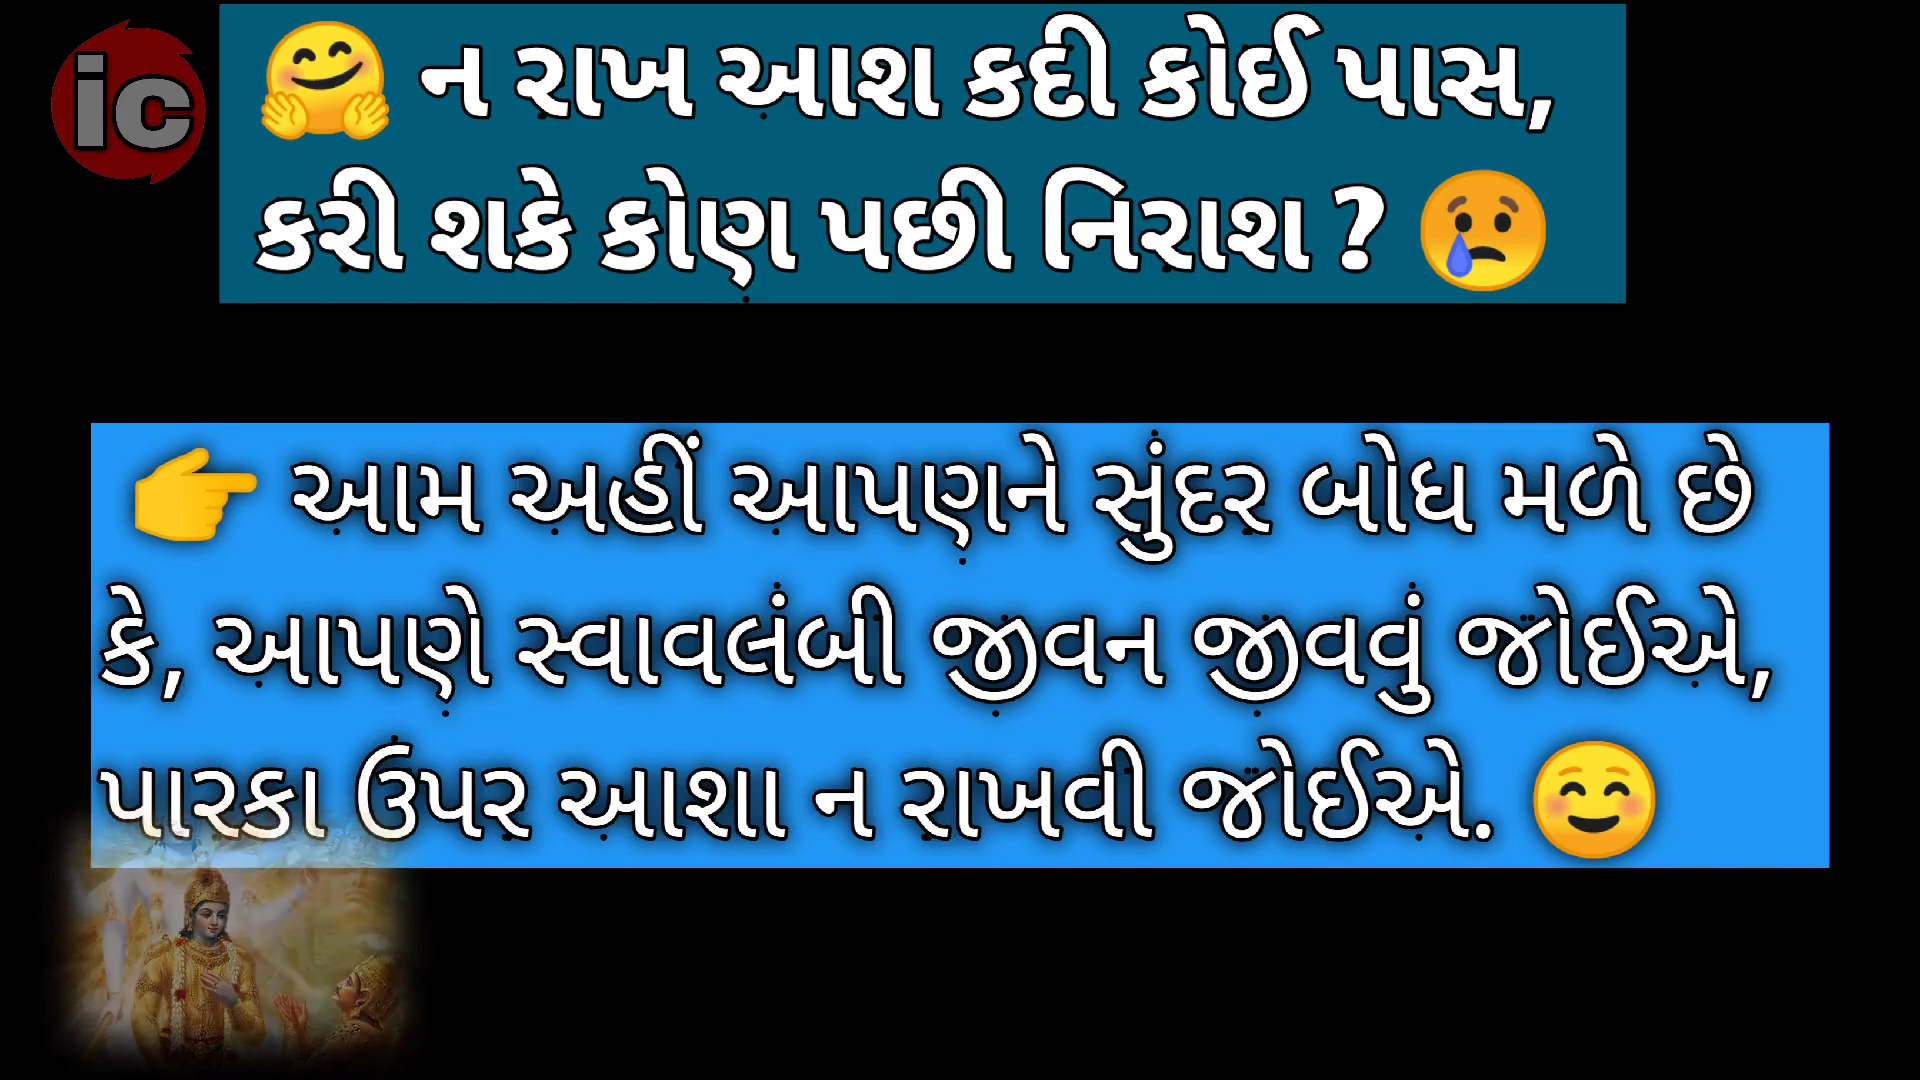 ic
🤗 ન રાખ આશ કદી કોઈ પાસ,
કરી શકે કોણ પછી નિરાશ ? 😢
👉 આમ અહીં આપણને સુંદર બોધ મળે છે
કે, આપણે સ્વાવલંબી જીવન જીવવું જોઈએ,
પારકા ઉપર આશા ન રાખવી જોઈએ. ☺️